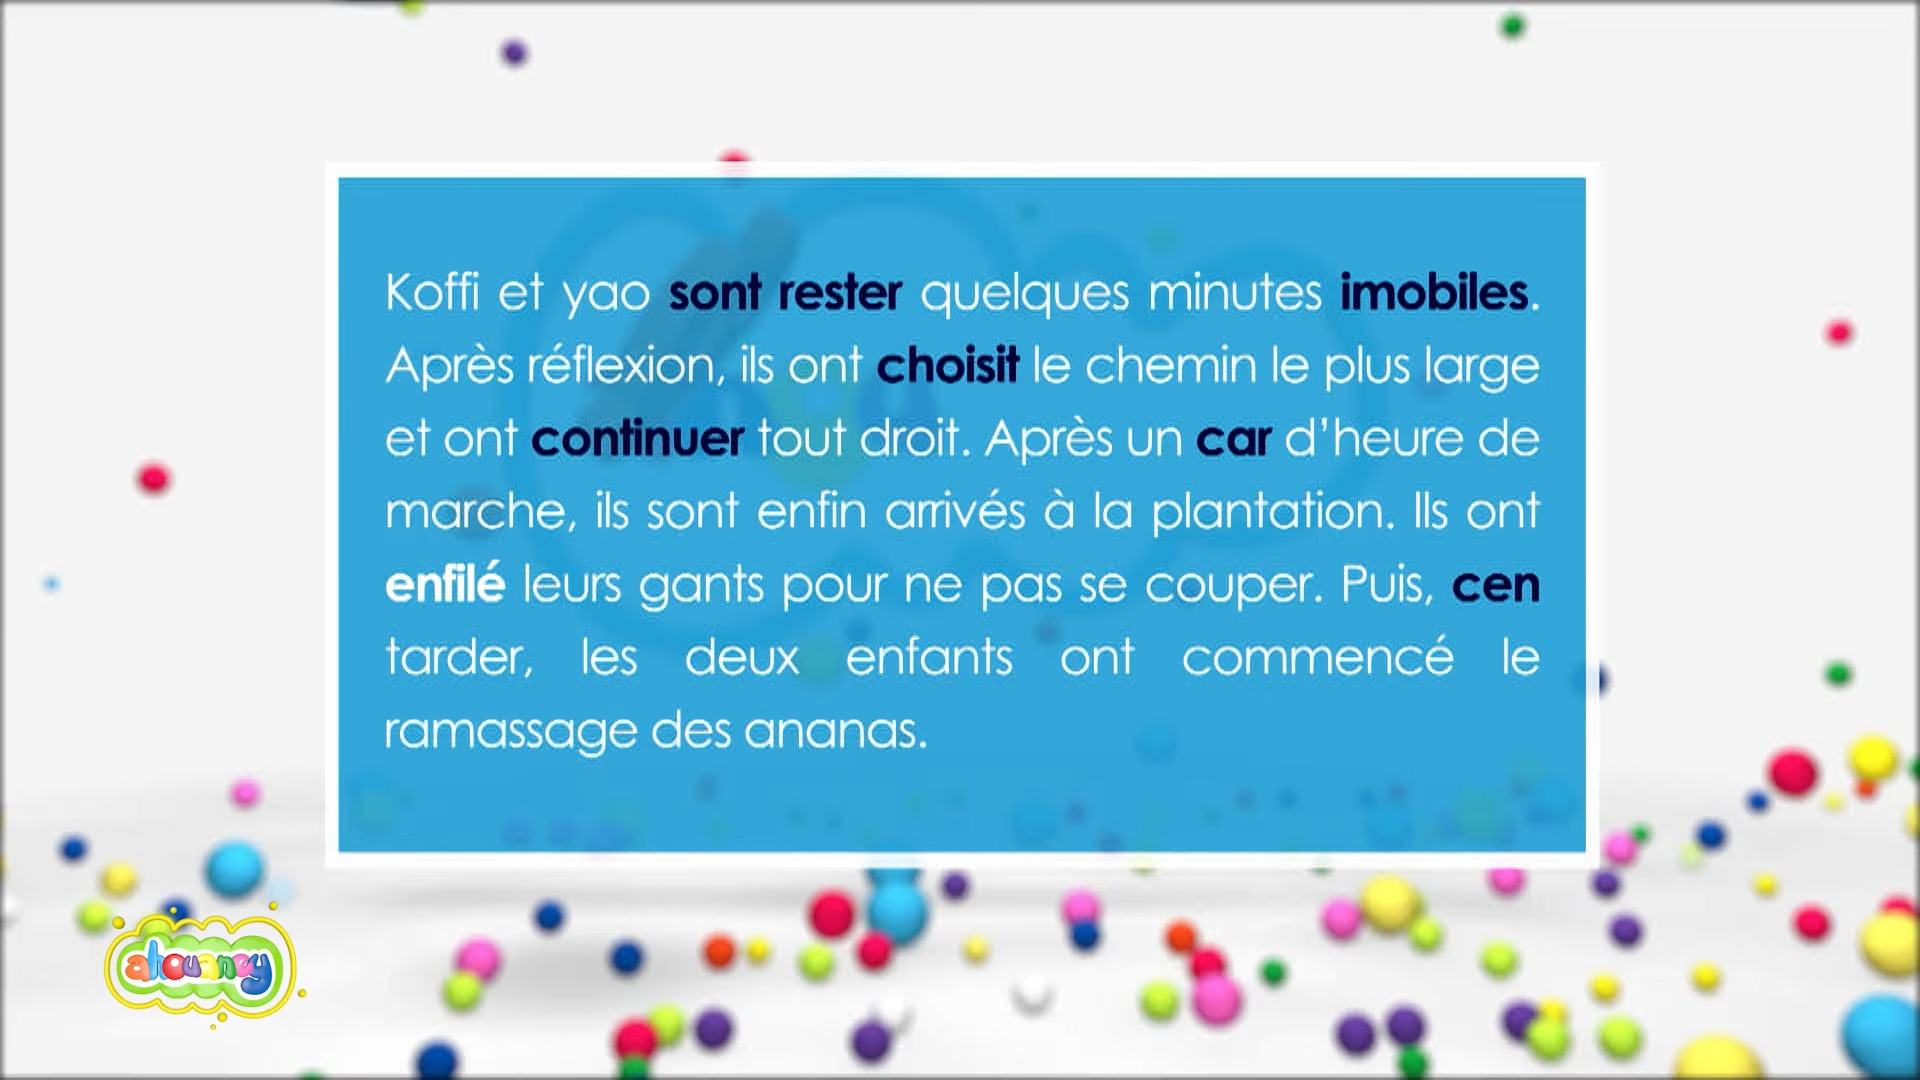 Koffi et yao sont rester quelques minutes imobiles.
Après réflexion, ils ont choisit le chemin le plus large
et ont continuer tout droit. Après un car d’heure de
marche, ils sont enfin arrivés à la plantation. Ils ont
enfilé leurs gants pour ne pas se couper. Puis, cen
tarder, les deux enfants ont commencé le
ramassage des ananas.
ahouaney